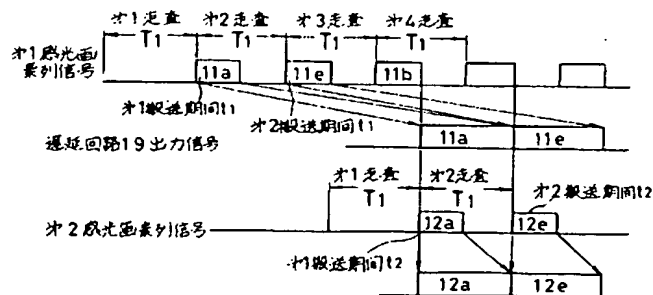 第1走査 第2走査 第3走査 第4走査
T1 T1 T1 T1
第1感光画素列信号
11a 11e 11b
第1搬送期間t1 第2搬送期間t1
遅延回路19出力信号
11a 11e
第1走査 第2走査
T1 T1
第2搬送期間t2
第2感光画素列信号
12a 12e
第1搬送期間t2
12a 12e